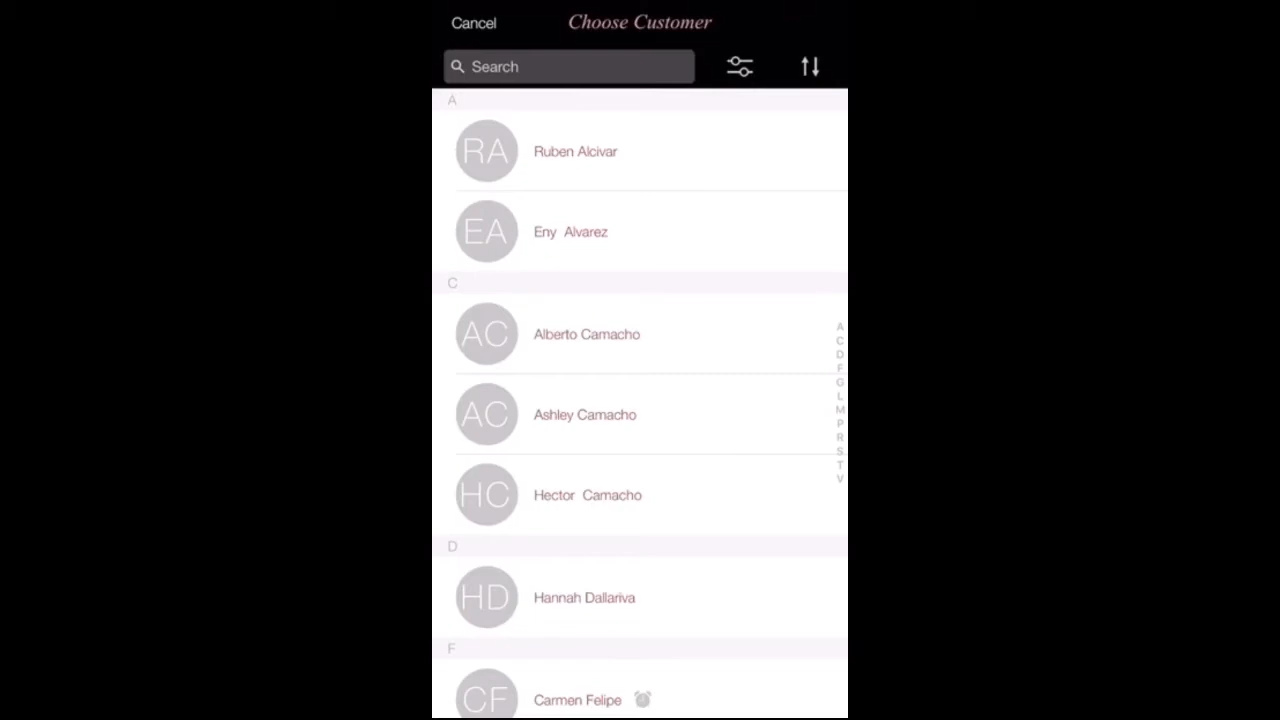 Cancel
Choose Customer
Search
A
RA
Ruben Alcivar
EA
Eny Alvarez
C
AC
Alberto Camacho
AC
Ashley Camacho
HC
Hector Camacho
D
HD
Hannah Dallariva
F
CF
Carmen Felipe
A
C
D
F
G
L
M
P
R
S
T
V